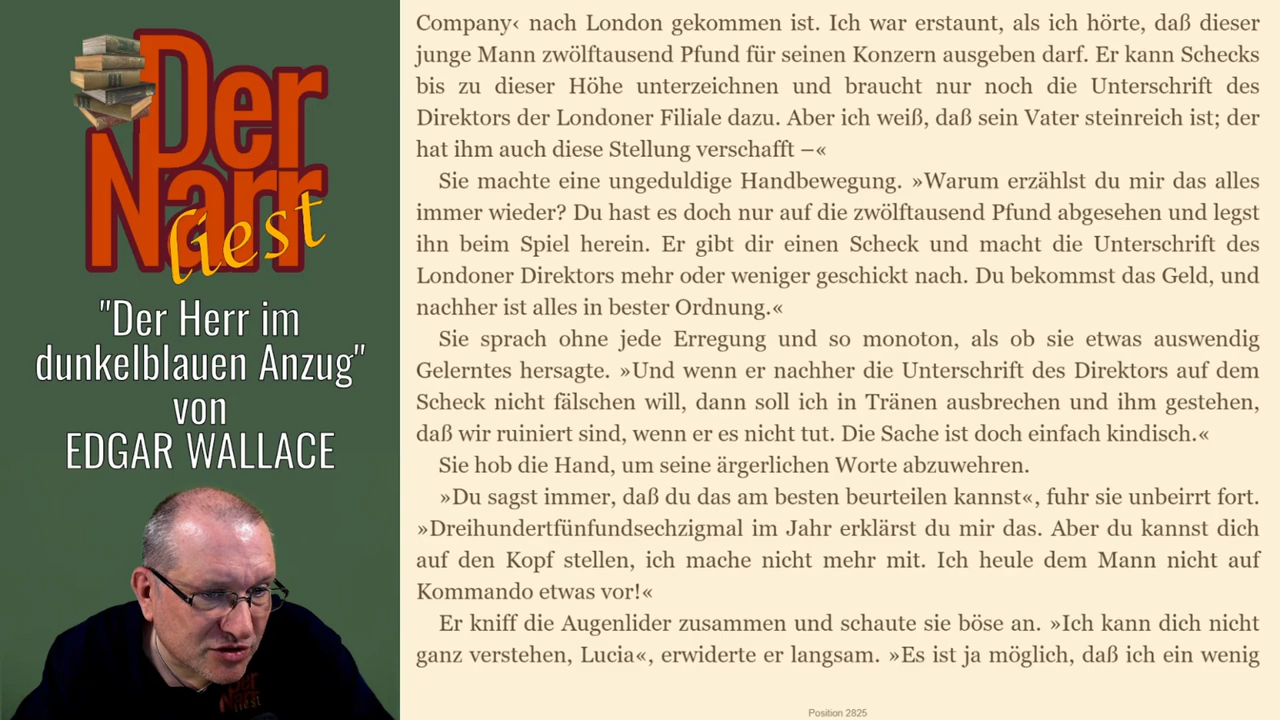 Der
Narr
liest
"Der Herr im
dunkelblauen Anzug"
von
EDGAR WALLACE
Der
Narr
liest
Company‹ nach London gekommen ist. Ich war erstaunt, als ich hörte, daß dieser
junge Mann zwölftausend Pfund für seinen Konzern ausgeben darf. Er kann Schecks
bis zu dieser Höhe unterzeichnen und braucht nur noch die Unterschrift des
Direktors der Londoner Filiale dazu. Aber ich weiß, daß sein Vater steinreich ist; der
hat ihm auch diese Stellung verschafft –«
Sie machte eine ungeduldige Handbewegung. »Warum erzählst du mir das alles
immer wieder? Du hast es doch nur auf die zwölftausend Pfund abgesehen und legst
ihn beim Spiel herein. Er gibt dir einen Scheck und macht die Unterschrift des
Londoner Direktors mehr oder weniger geschickt nach. Du bekommst das Geld, und
nachher ist alles in bester Ordnung.«
Sie sprach ohne jede Erregung und so monoton, als ob sie etwas auswendig
Gelerntes hersagte. »Und wenn er nachher die Unterschrift des Direktors auf dem
Scheck nicht fälschen will, dann soll ich in Tränen ausbrechen und ihm gestehen,
daß wir ruiniert sind, wenn er es nicht tut. Die Sache ist doch einfach kindisch.«
Sie hob die Hand, um seine ärgerlichen Worte abzuwehren.
»Du sagst immer, daß du das am besten beurteilen kannst«, fuhr sie unbeirrt fort.
»Dreihundertfünfundsechzigmal im Jahr erklärst du mir das. Aber du kannst dich
auf den Kopf stellen, ich mache nicht mehr mit. Ich heule dem Mann nicht auf
Kommando etwas vor!«
Er kniff die Augenlider zusammen und schaute sie böse an. »Ich kann dich nicht
ganz verstehen, Lucia«, erwiderte er langsam. »Es ist ja möglich, daß ich ein wenig
Position 2825